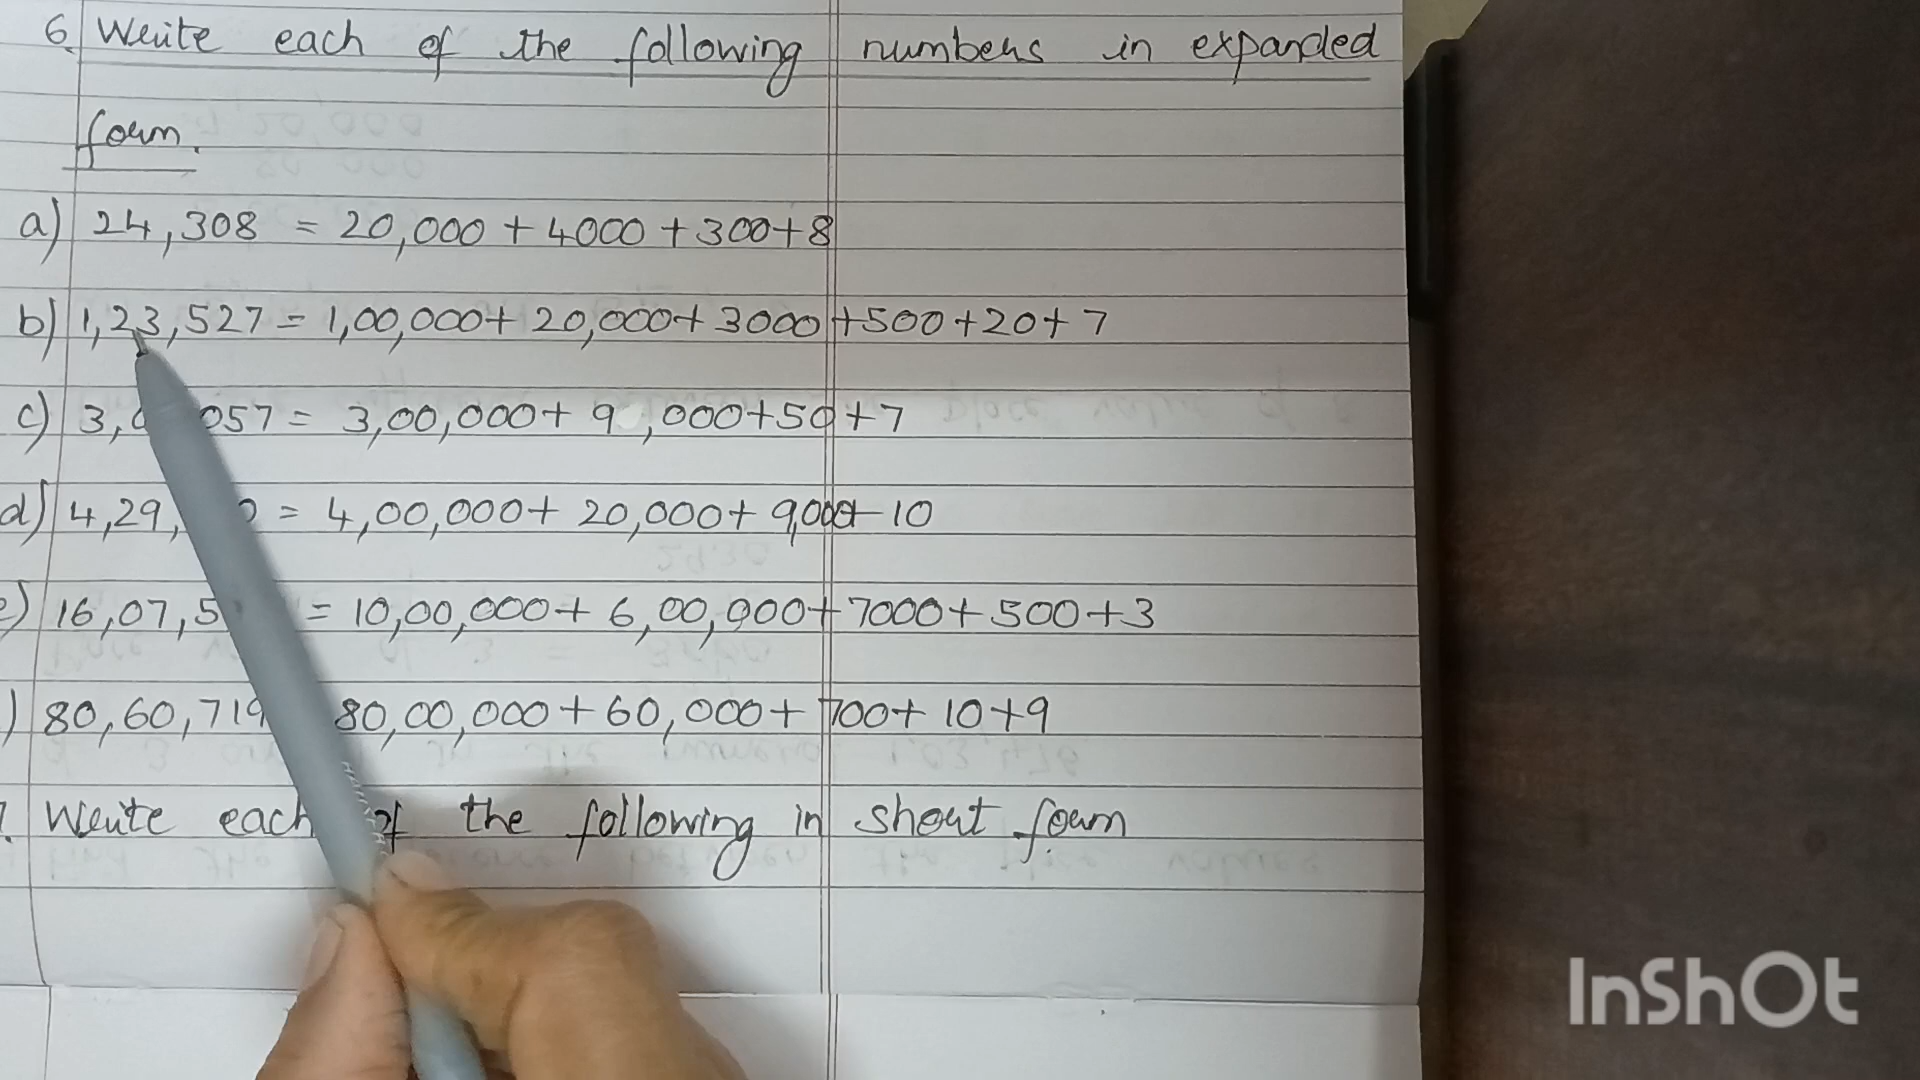 6. Write each of the following numbers in expanded
form.
a) 24,308 = 20,000 + 4000 + 300 + 8
b) 1,23,527 = 1,00,000 + 20,000 + 3000 + 500 + 20 + 7
c) 3, 057 = 3,00,000 + 9 ,000 + 50 + 7
d) 4,29, = 4,00,000 + 20,000 + 9,000 + 10
) 16,07,5 = 10,00,000 + 6,00,000 + 7000 + 500 + 3
) 80,60,719 80,00,000 + 60,000 + 700 + 10 + 9
. Write each of the following in short form
InShOt